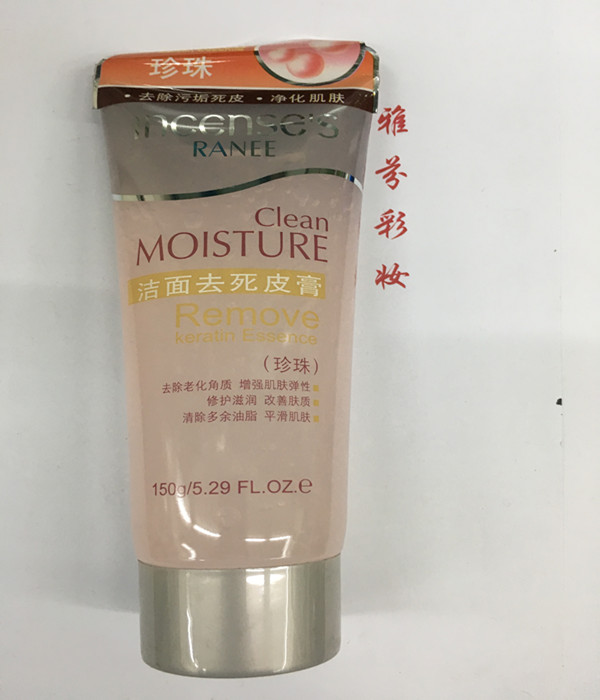 珍珠
·去除污垢死皮 ·净化肌肤
incense's
RANEE
Clean
MOISTURE
洁面去死皮膏
Remove
keratin Essence
(珍珠)
去除老化角质 增强肌肤弹性
修护滋润 改善肤质
清除多余油脂 平滑肌肤
150g/5.29 FL.OZ.e
雅芬彩妆